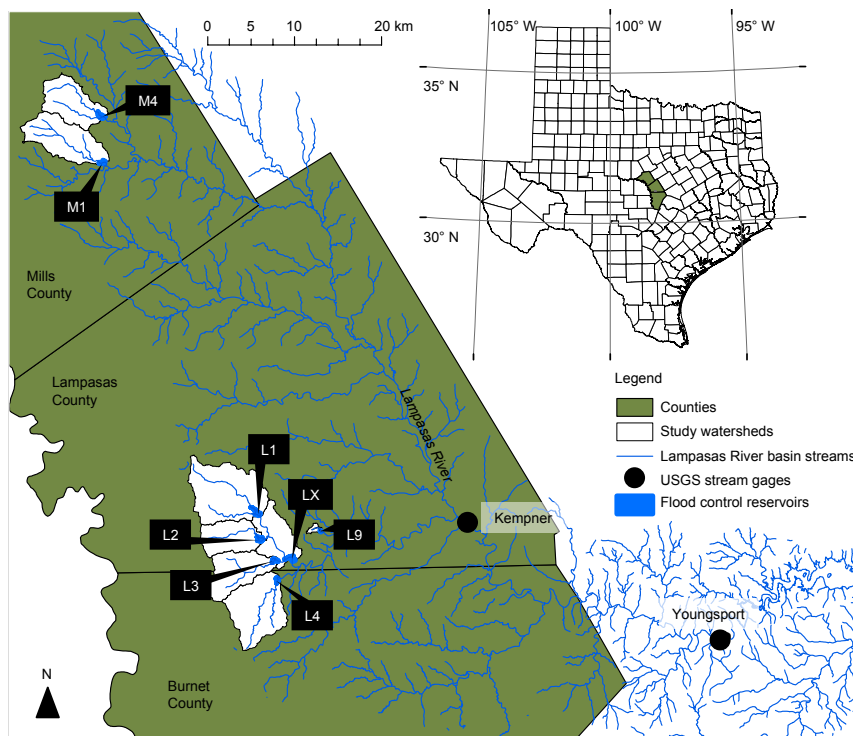 0 5 10 20 km
105° W 100° W 95° W
35° N
30° N
M4
M1
Mills
County
Lampasas
County
Lampasas River
L1
LX
L2
L9
L3
L4
Kempner
Burnet
County
N
Legend
Counties
Study watersheds
Lampasas River basin streams
USGS stream gages
Flood control reservoirs
Youngsport